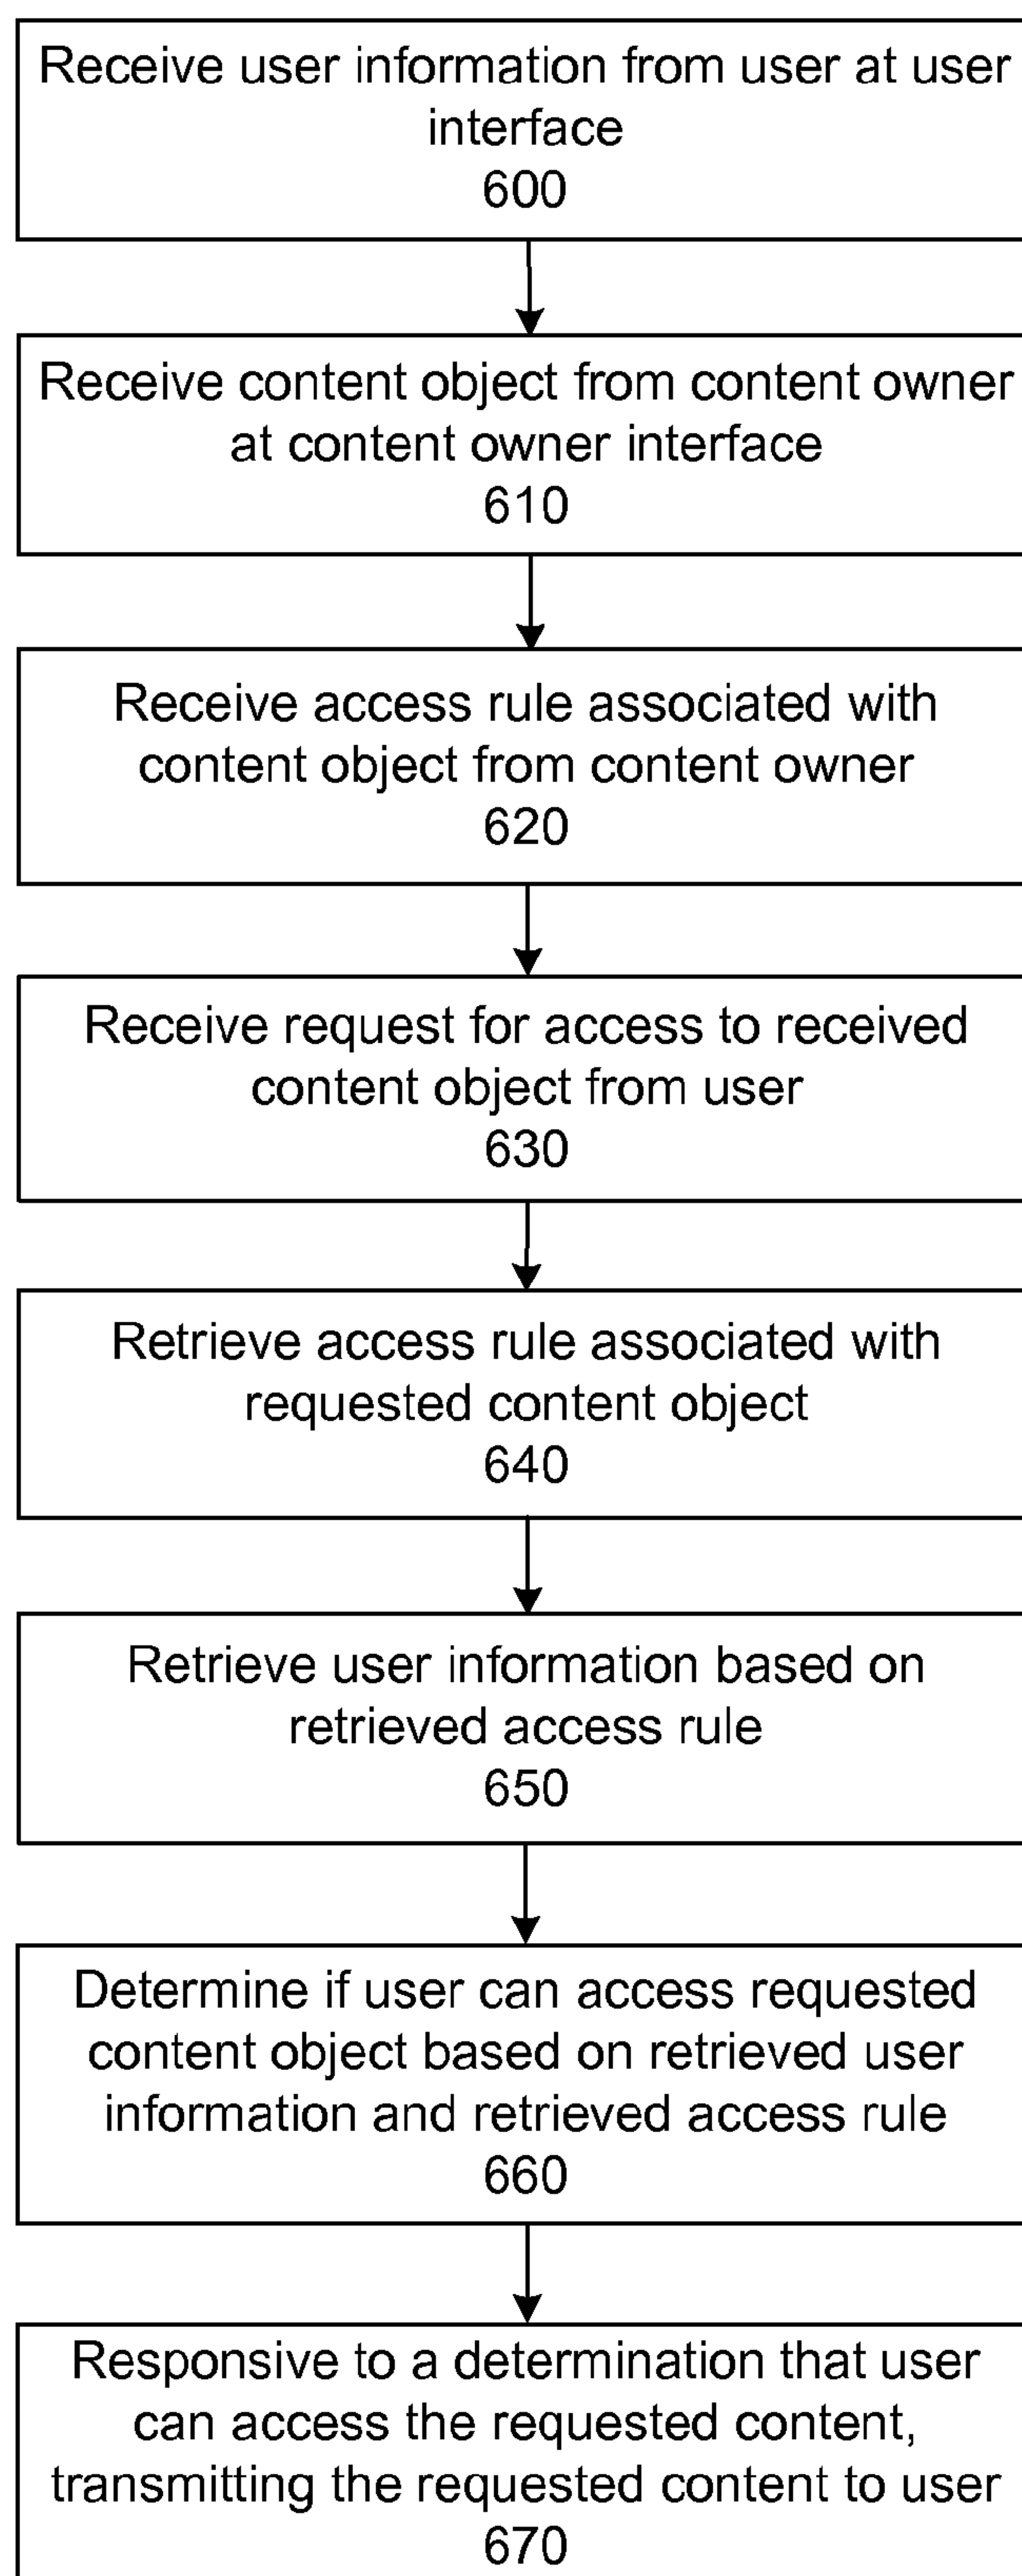 Receive user information from user at user
interface
600
Receive content object from content owner
at content owner interface
610
Receive access rule associated with
content object from content owner
620
Receive request for access to received
content object from user
630
Retrieve access rule associated with
requested content object
640
Retrieve user information based on
retrieved access rule
650
Determine if user can access requested
content object based on retrieved user
information and retrieved access rule
660
Responsive to a determination that user
can access the requested content,
transmitting the requested content to user
670